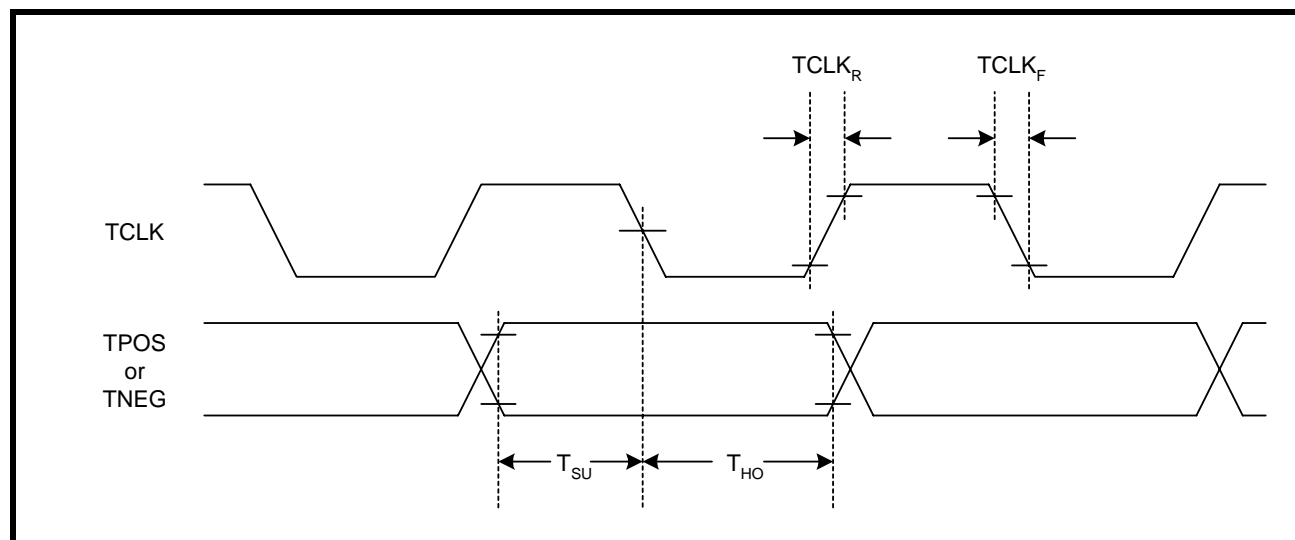 TCLK_R
TCLK_F
TCLK
TPOS
or
TNEG
T_SU
T_HO